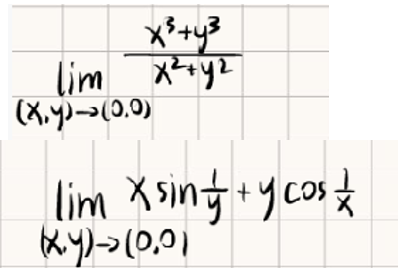 lim (x,y)→(0,0) x³+y³ / x²+y²
lim (x,y)→(0,0) x sin 1/y + y cos 1/x